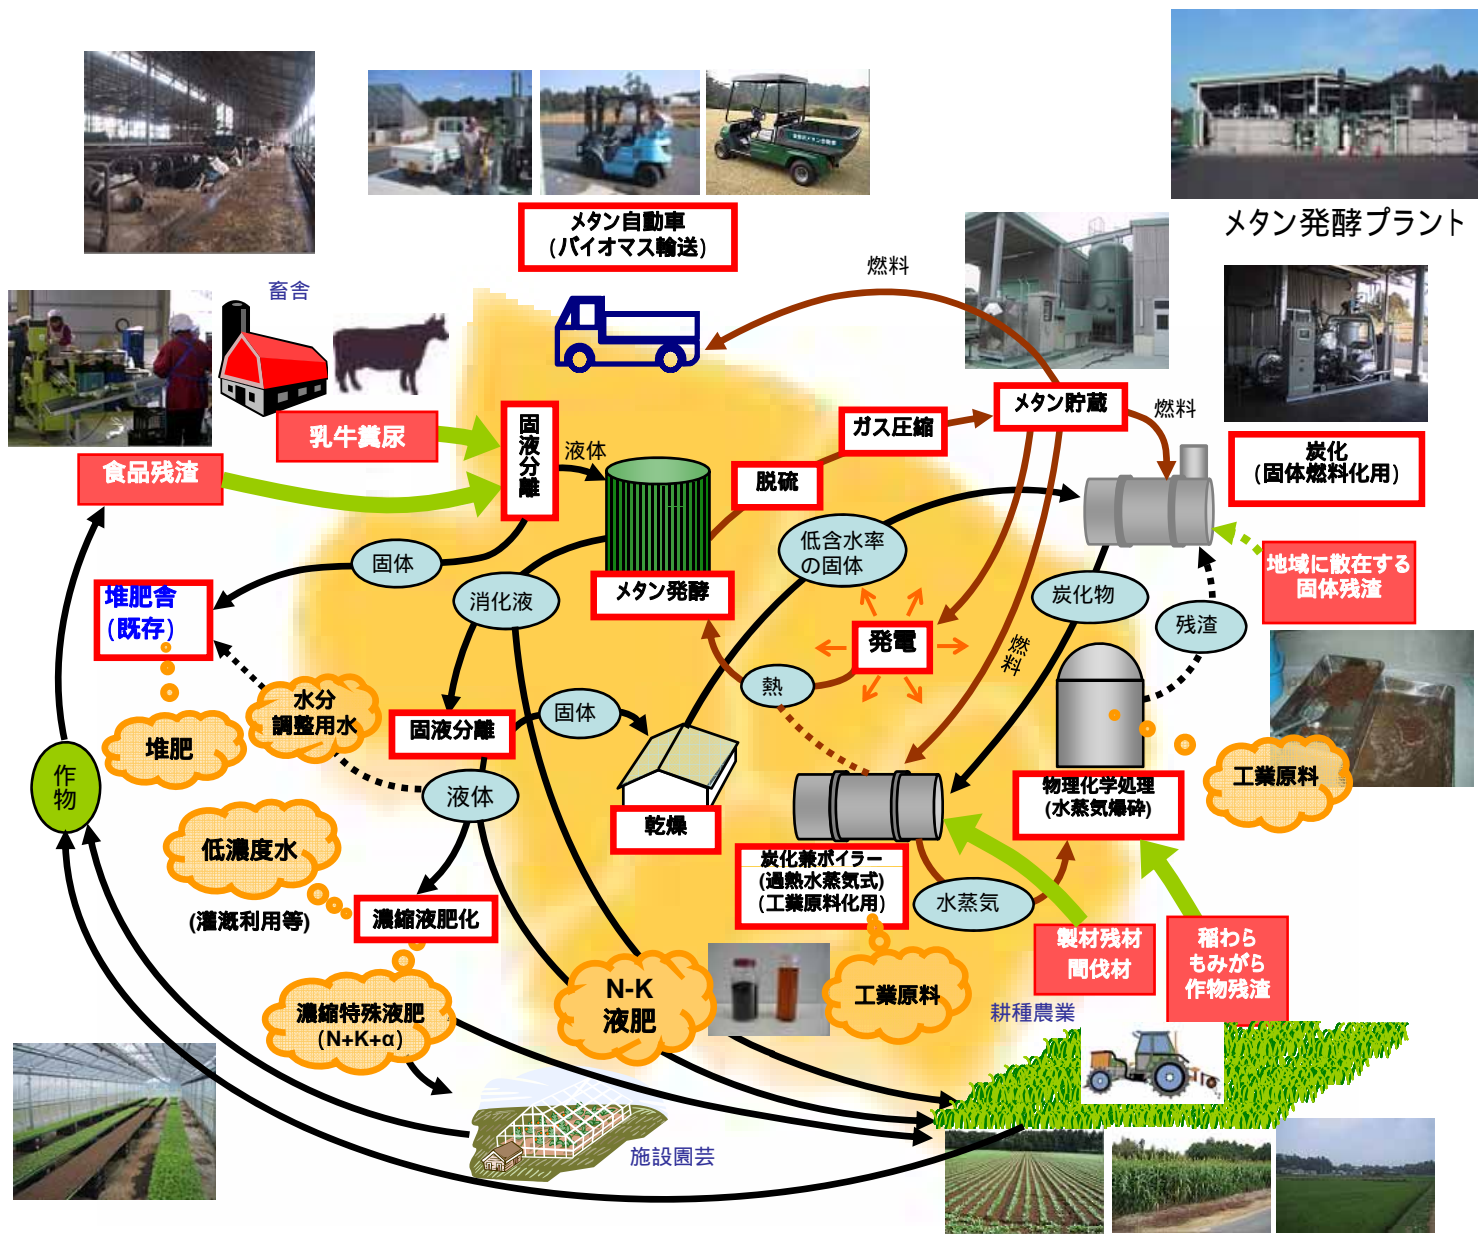 メタン発酵プラント
メタン自動車
(バイオマス輸送)
燃料
畜舎
乳牛糞尿
食品残渣
固液分離
液体
ガス圧縮
メタン貯蔵
燃料
炭化
(固体燃料化用)
脱硫
低含水率
の固体
固体
メタン発酵
消化液
堆肥舎
(既存)
地域に散在する
固体残渣
炭化物
残渣
発電
燃料
熱
水分
調整用水
堆肥
固液分離
固体
作物
液体
乾燥
物理化学処理
(水蒸気爆砕)
工業原料
低濃度水
(灌漑利用等)
炭化兼ボイラー
(過熱水蒸気式)
(工業原料化用)
水蒸気
濃縮液肥化
製材残材
間伐材
稲わら
もみがら
作物残渣
N-K
液肥
工業原料
濃縮特殊液肥
(N+K+α)
耕種農業
施設園芸